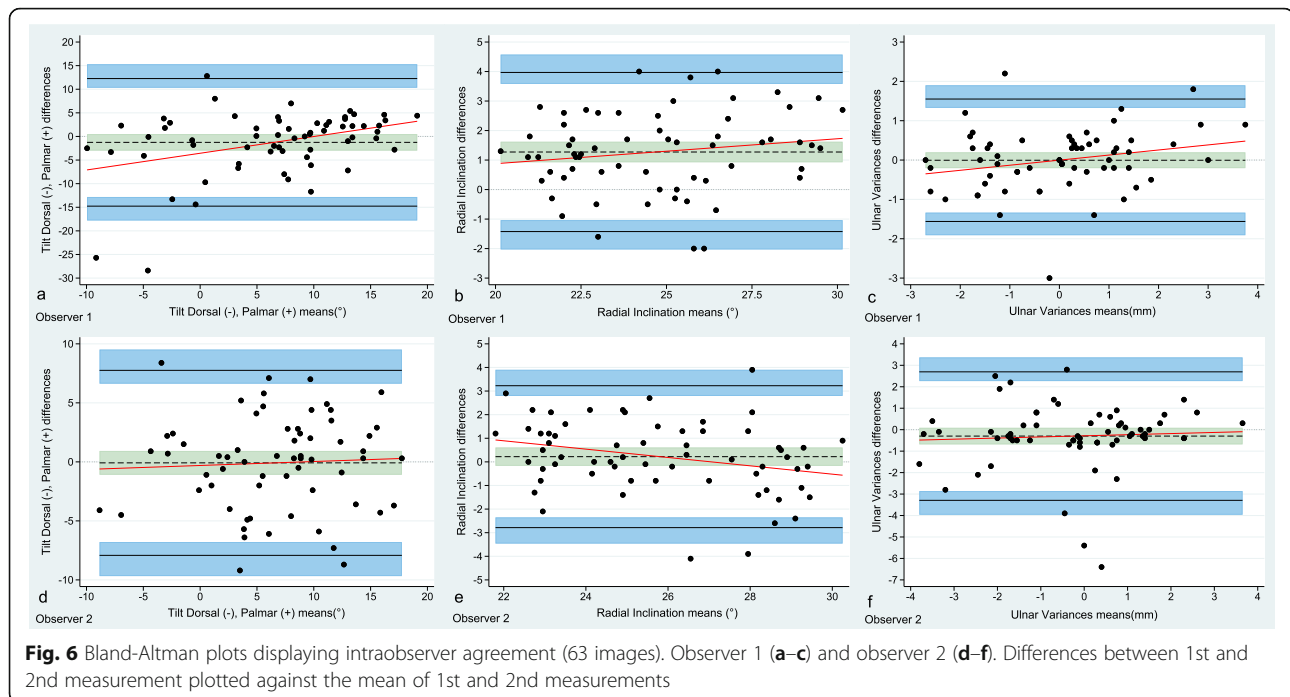 Tilt Dorsal (-), Palmar (+) differences
20
15
10
5
0
-5
-10
-15
-20
-25
-30
-10 -5 0 5 10 15 20
a
Tilt Dorsal (-), Palmar (+) means(°)
Observer 1
Radial Inclination differences
5
4
3
2
1
0
-1
-2
-3
20 22.5 25 27.5 30
b
Radial Inclination means (°)
Observer 1
Ulnar Variances differences
3
2
1
0
-1
-2
-3
-3 -2 -1 0 1 2 3 4
c
Ulnar Variances means(mm)
Observer 1
Tilt Dorsal (-), Palmar (+) differences
10
5
0
-5
-10
-10 -5 0 5 10 15 20
d
Tilt Dorsal (-), Palmar (+) means(°)
Observer 2
Radial Inclination differences
5
4
3
2
1
0
-1
-2
-3
-4
-5
22 24 26 28 30
e
Radial Inclination means (°)
Observer 2
Ulnar Variances differences
4
3
2
1
0
-1
-2
-3
-4
-5
-6
-7
-4 -3 -2 -1 0 1 2 3 4
f
Ulnar Variances means(mm)
Observer 2
Fig. 6 Bland-Altman plots displaying intraobserver agreement (63 images). Observer 1 (a–c) and observer 2 (d–f). Differences between 1st and
2nd measurement plotted against the mean of 1st and 2nd measurements